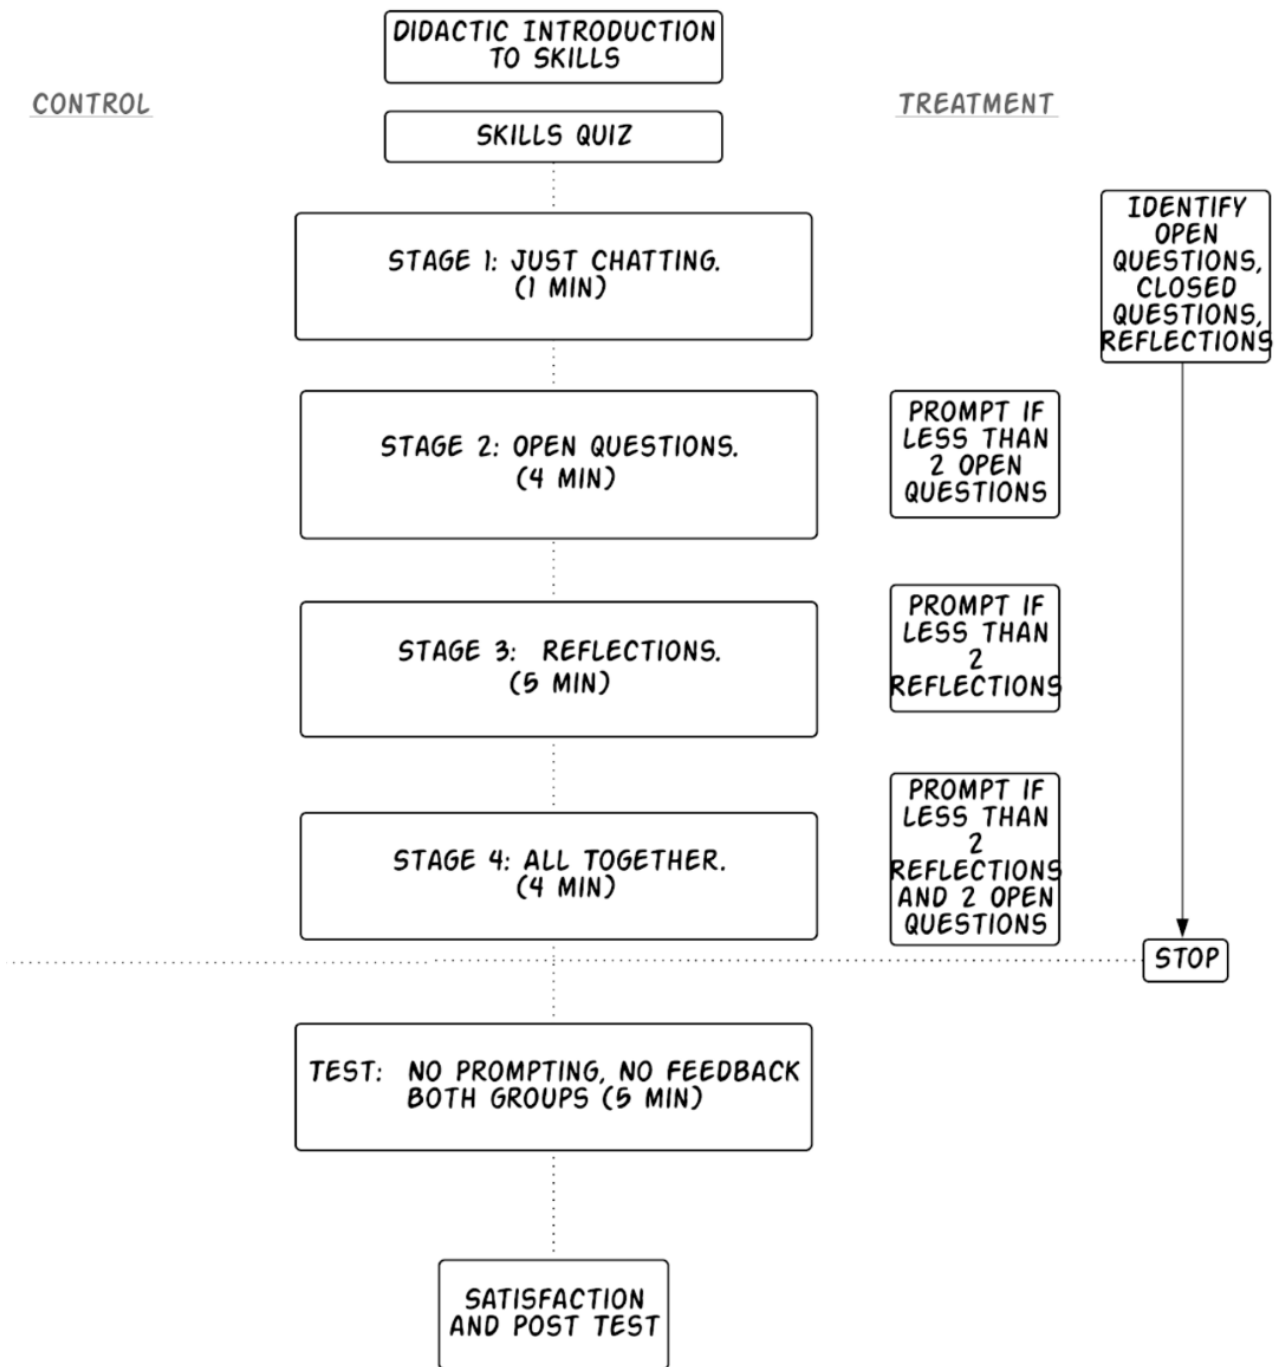 DIDACTIC INTRODUCTION
TO SKILLS
CONTROL
TREATMENT
SKILLS QUIZ
IDENTIFY
OPEN
QUESTIONS,
CLOSED
QUESTIONS,
REFLECTIONS
STAGE 1: JUST CHATTING.
(1 MIN)
STAGE 2: OPEN QUESTIONS.
(4 MIN)
PROMPT IF
LESS THAN
2 OPEN
QUESTIONS
STAGE 3: REFLECTIONS.
(5 MIN)
PROMPT IF
LESS THAN
2
REFLECTIONS
STAGE 4: ALL TOGETHER.
(4 MIN)
PROMPT IF
LESS THAN
2
REFLECTIONS
AND 2 OPEN
QUESTIONS
STOP
TEST: NO PROMPTING, NO FEEDBACK
BOTH GROUPS (5 MIN)
SATISFACTION
AND POST TEST